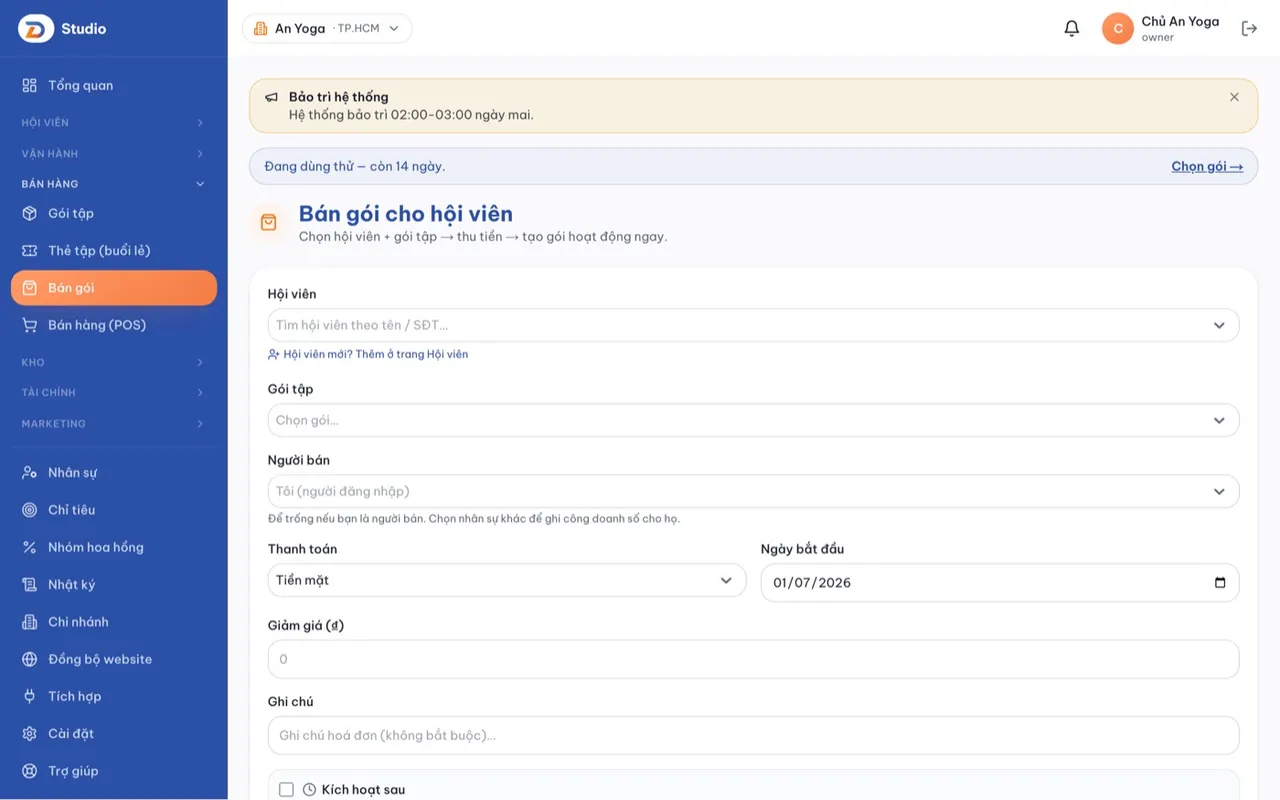 Studio
Tổng quan
HỘI VIÊN
VẬN HÀNH
BÁN HÀNG
Gói tập
Thẻ tập (buổi lẻ)
Bán gói
Bán hàng (POS)
KHO
TÀI CHÍNH
MARKETING
Nhân sự
Chỉ tiêu
Nhóm hoa hồng
Nhật ký
Chi nhánh
Đồng bộ website
Tích hợp
Cài đặt
Trợ giúp
An Yoga · TP.HCM
C
Chủ An Yoga
owner
Bảo trì hệ thống
Hệ thống bảo trì 02:00-03:00 ngày mai.
Đang dùng thử — còn 14 ngày.
Chọn gói →
Bán gói cho hội viên
Chọn hội viên + gói tập → thu tiền → tạo gói hoạt động ngay.
Hội viên
Tìm hội viên theo tên / SĐT...
Hội viên mới? Thêm ở trang Hội viên
Gói tập
Chọn gói...
Người bán
Tôi (người đăng nhập)
Để trống nếu bạn là người bán. Chọn nhân sự khác để ghi công doanh số cho họ.
Thanh toán
Tiền mặt
Ngày bắt đầu
01/07/2026
Giảm giá (₫)
0
Ghi chú
Ghi chú hoá đơn (không bắt buộc)...
Kích hoạt sau